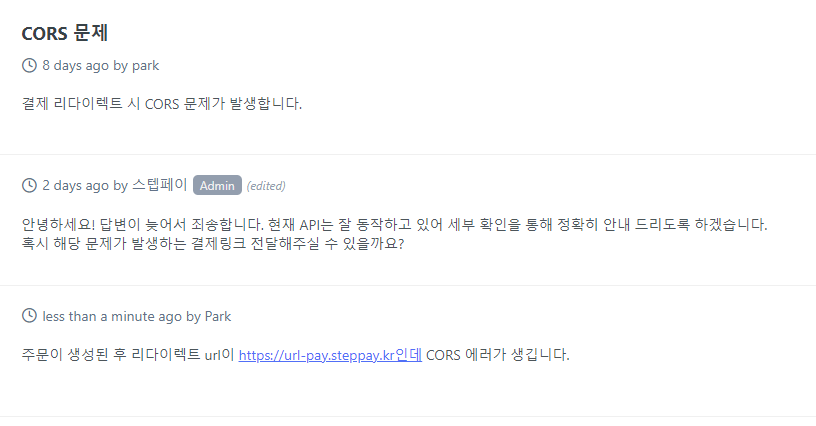 CORS 문제
8 days ago by park
결제 리다이렉트 시 CORS 문제가 발생합니다.
2 days ago by 스텝페이 Admin (edited)
안녕하세요! 답변이 늦어서 죄송합니다. 현재 API는 잘 동작하고 있어 세부 확인을 통해 정확히 안내 드리도록 하겠습니다.
혹시 해당 문제가 발생하는 결제링크 전달해주실 수 있을까요?
less than a minute ago by Park
주문이 생성된 후 리다이렉트 url이 https://url-pay.steppay.kr인데 CORS 에러가 생깁니다.